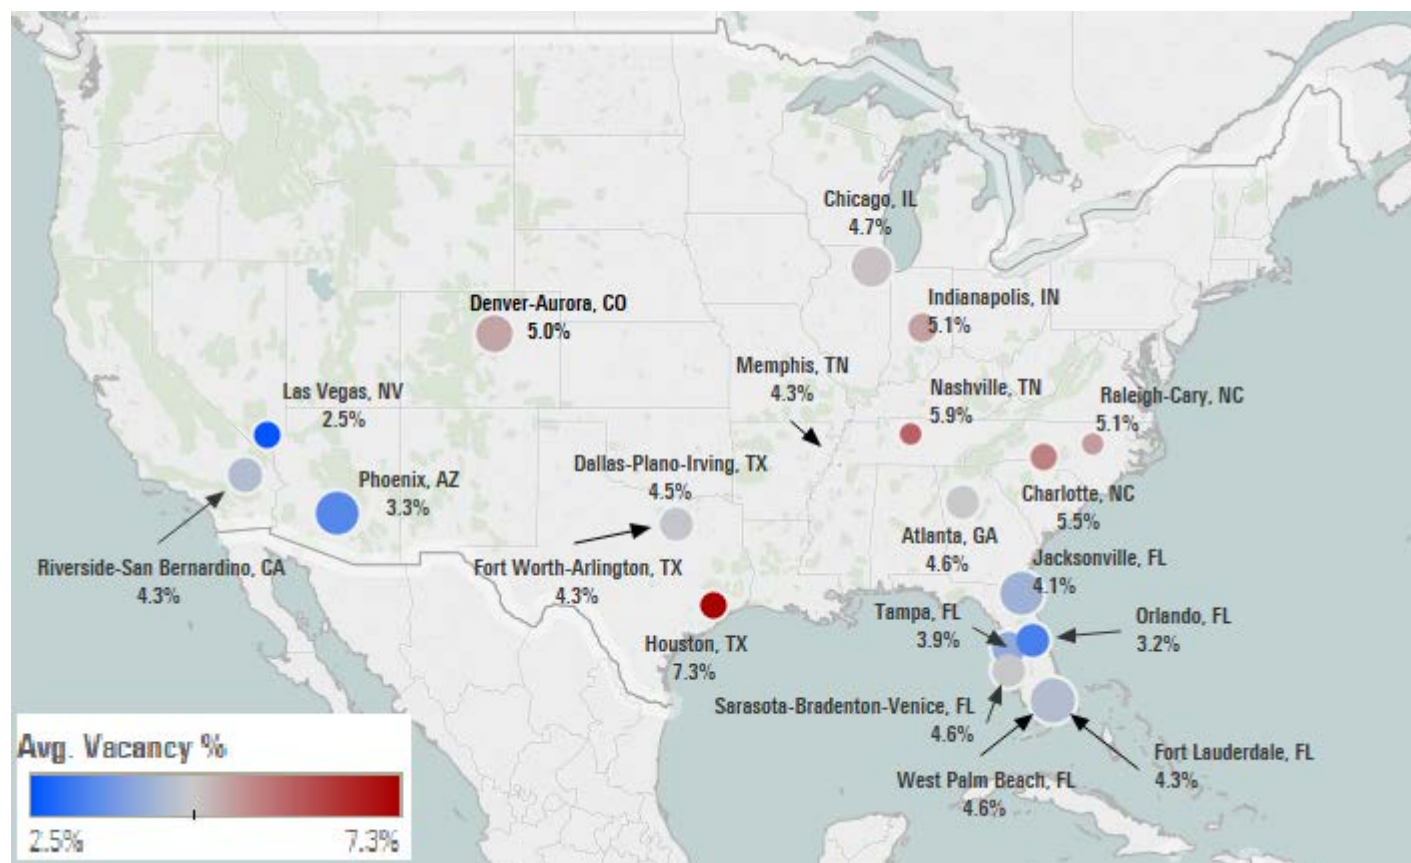 Chicago, IL
4.7%
Denver-Aurora, CO
5.0%
Indianapolis, IN
5.1%
Memphis, TN
4.3%
Nashville, TN
5.9%
Raleigh-Cary, NC
5.1%
Las Vegas, NV
2.5%
Phoenix, AZ
3.3%
Dallas-Plano-Irving, TX
4.5%
Charlotte, NC
5.5%
Atlanta, GA
4.6%
Riverside-San Bernardino, CA
4.3%
Fort Worth-Arlington, TX
4.3%
Jacksonville, FL
4.1%
Tampa, FL
3.9%
Orlando, FL
3.2%
Houston, TX
7.3%
Sarasota-Bradenton-Venice, FL
4.6%
West Palm Beach, FL
4.6%
Fort Lauderdale, FL
4.3%
Avg. Vacancy %
2.5%
7.3%